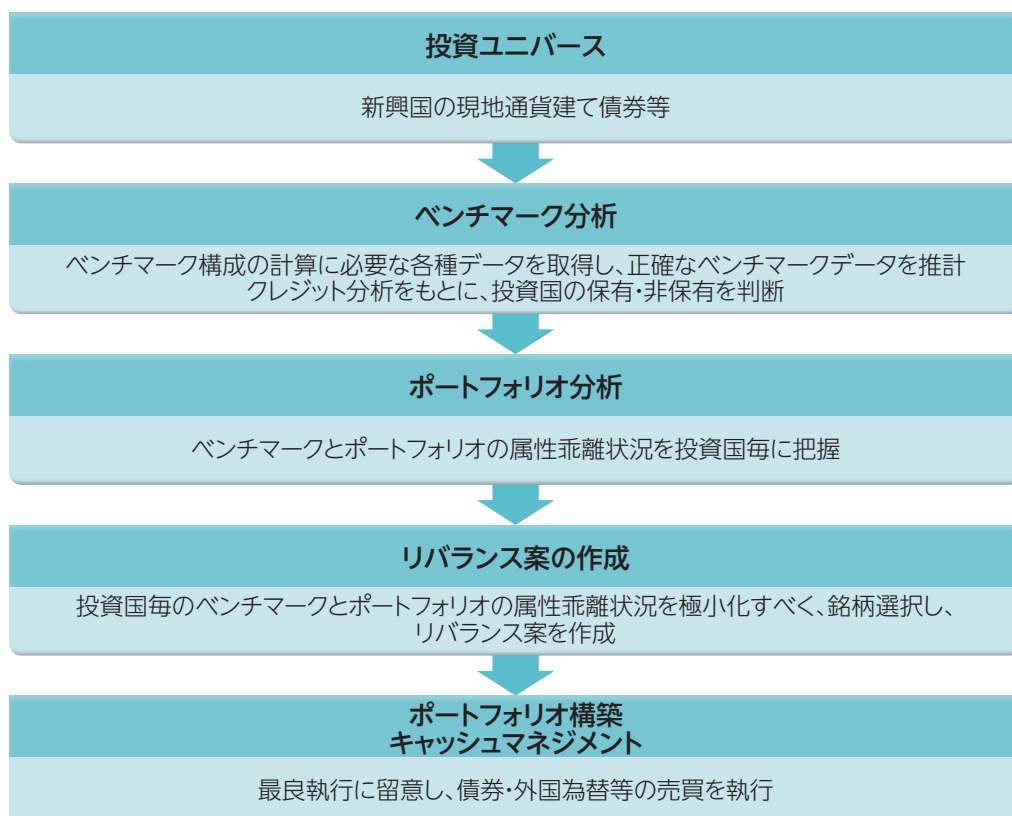 投資ユニバース
新興国の現地通貨建て債券等
ベンチマーク分析
ベンチマーク構成の計算に必要な各種データを取得し、正確なベンチマークデータを推計
クレジット分析をもとに、投資国の保有・非保有を判断
ポートフォリオ分析
ベンチマークとポートフォリオの属性乖離状況を投資国毎に把握
リバランス案の作成
投資国毎のベンチマークとポートフォリオの属性乖離状況を極小化すべく、銘柄選択し、
リバランス案を作成
ポートフォリオ構築
キャッシュマネジメント
最良執行に留意し、債券・外国為替等の売買を執行